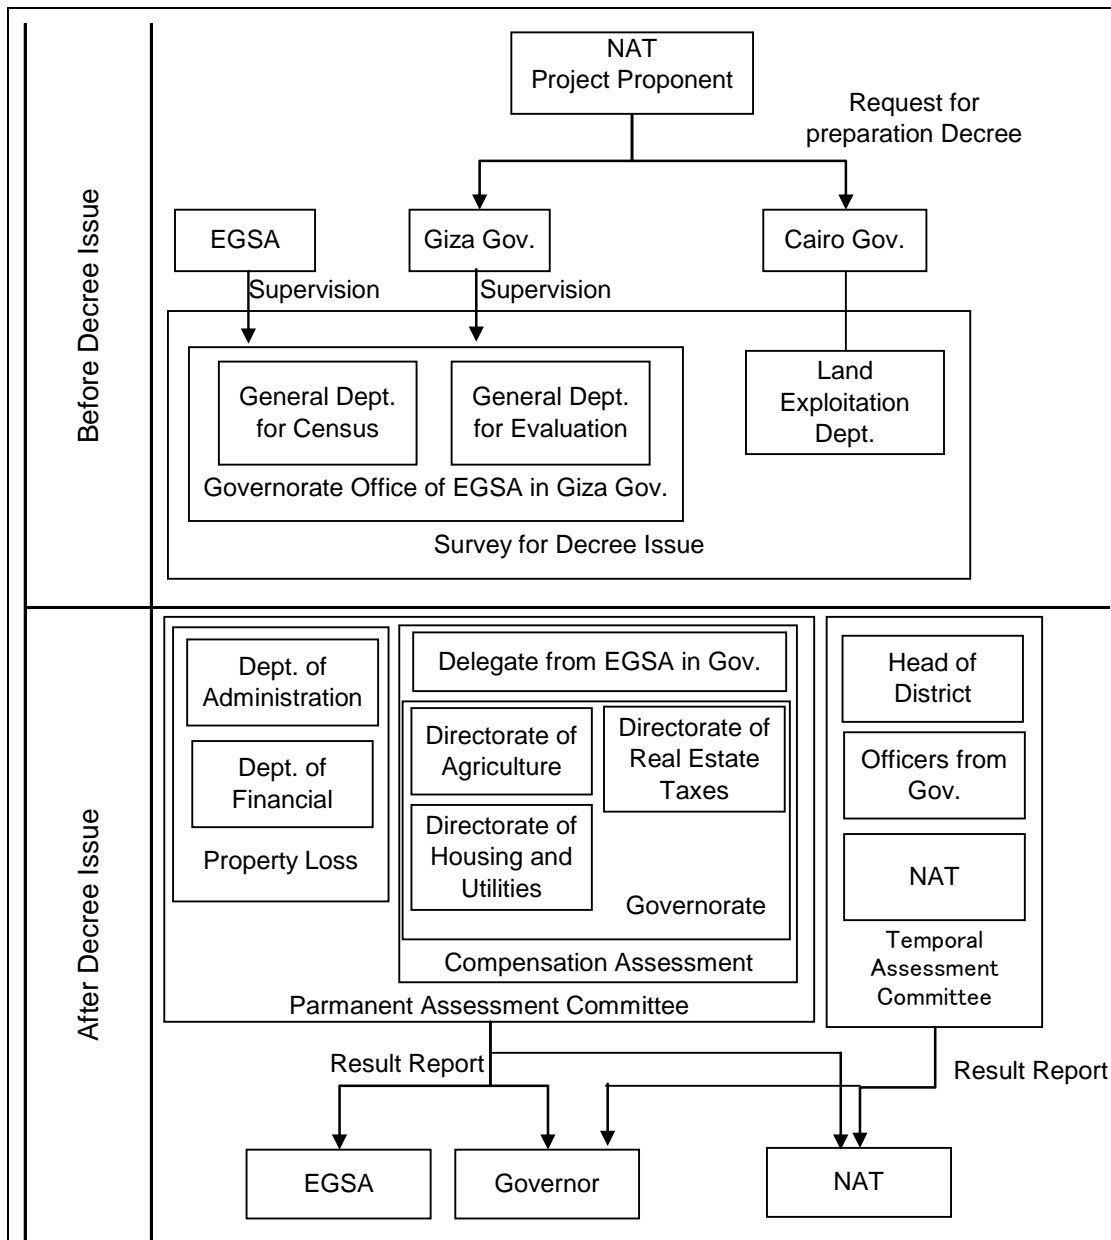 Before Decree Issue
NAT
Project Proponent
Request for
preparation Decree
EGSA
Giza Gov.
Cairo Gov.
Supervision
Supervision
General Dept.
for Census
General Dept.
for Evaluation
Land
Exploitation
Dept.
Governorate Office of EGSA in Giza Gov.
Survey for Decree Issue
After Decree Issue
Dept. of
Administration
Dept. of
Financial
Property Loss
Delegate from EGSA in Gov.
Directorate of
Agriculture
Directorate of
Real Estate
Taxes
Directorate of
Housing and
Utilities
Governorate
Compensation Assessment
Parmanent Assessment Committee
Head of
District
Officers from
Gov.
NAT
Temporal
Assessment
Committee
Result Report
Result Report
EGSA
Governor
NAT